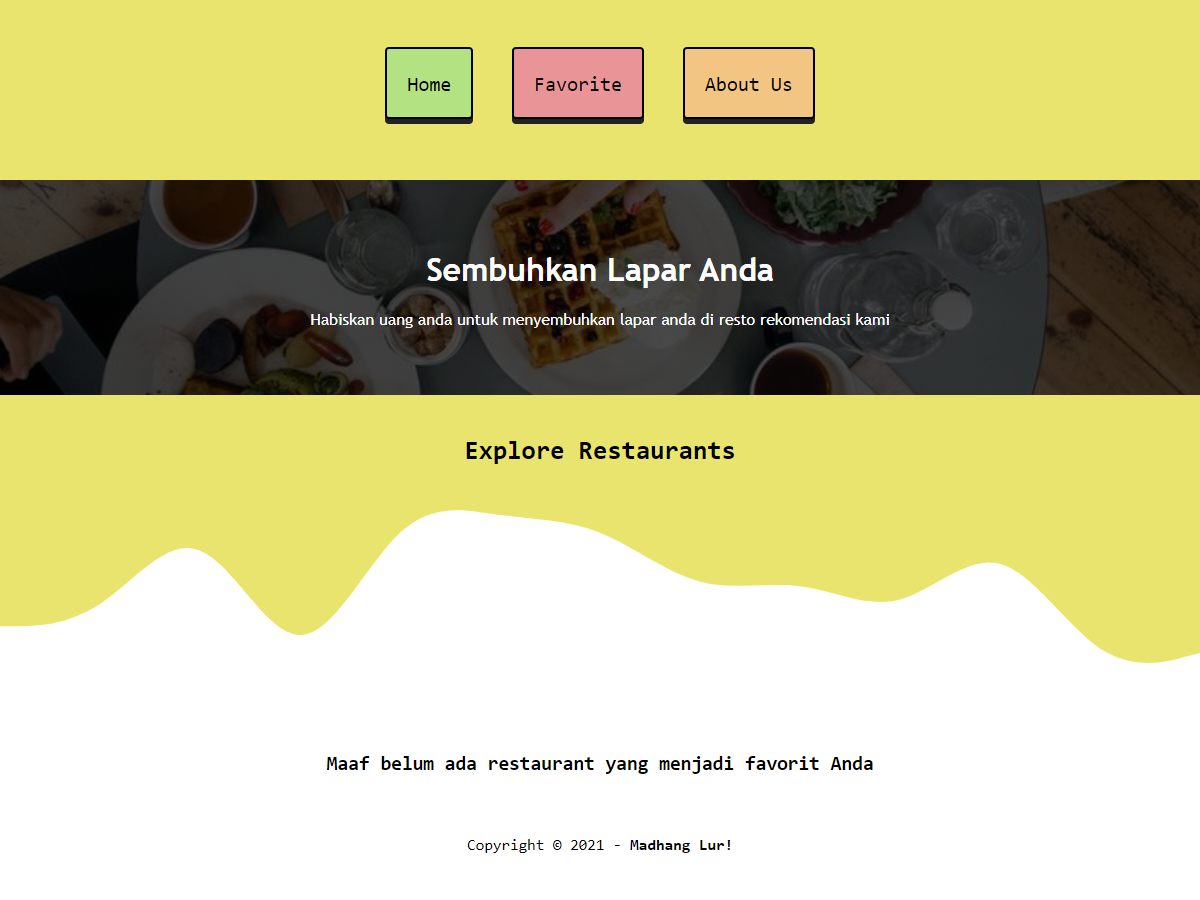 Home
Favorite
About Us
Sembuhkan Lapar Anda
Habiskan uang anda untuk menyembuhkan lapar anda di resto rekomendasi kami
Explore Restaurants
Maaf belum ada restaurant yang menjadi favorit Anda
Copyright © 2021 - Madhang Lur!